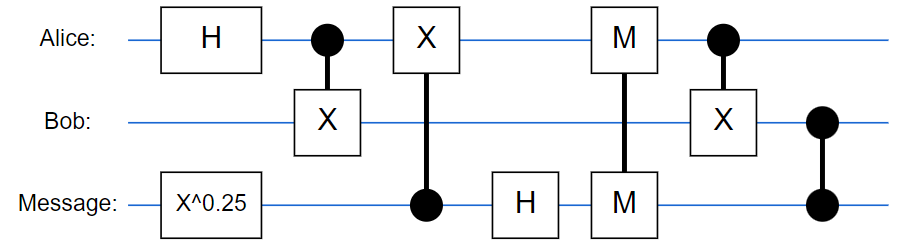 Alice: H X M
Bob: X X
Message: X^0.25 H M